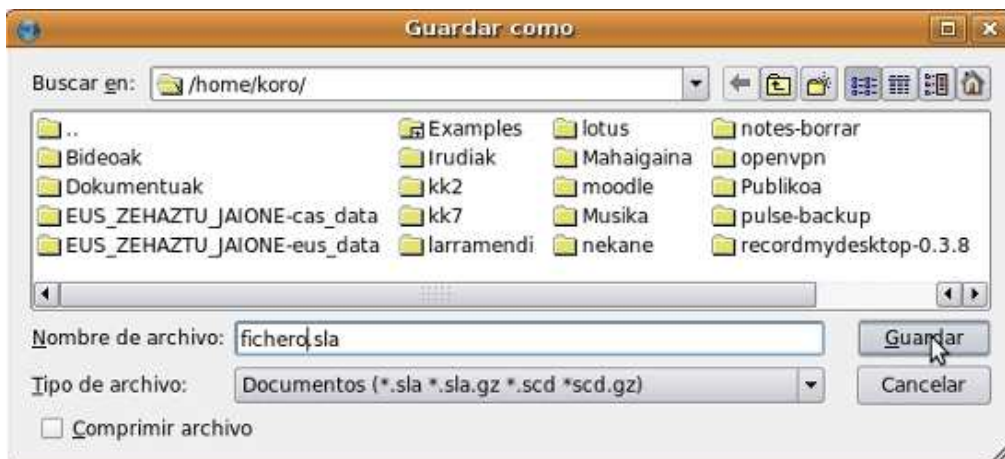 Guardar como
Buscar en: /home/koro/
.. Examples lotus notes-borrar
Bideoak Irudiak Mahaigaina openvpn
Dokumentuak kk2 moodle Publikoa
EUS_ZEHAZTU_JAIONE-cas_data kk7 Musika pulse-backup
EUS_ZEHAZTU_JAIONE-eus_data larramendi nekane recordmydesktop-0.3.8
Nombre de archivo: fichero.sla Guardar
Tipo de archivo: Documentos (*.sla *.sla.gz *.scd *scd.gz) Cancelar
Comprimir archivo